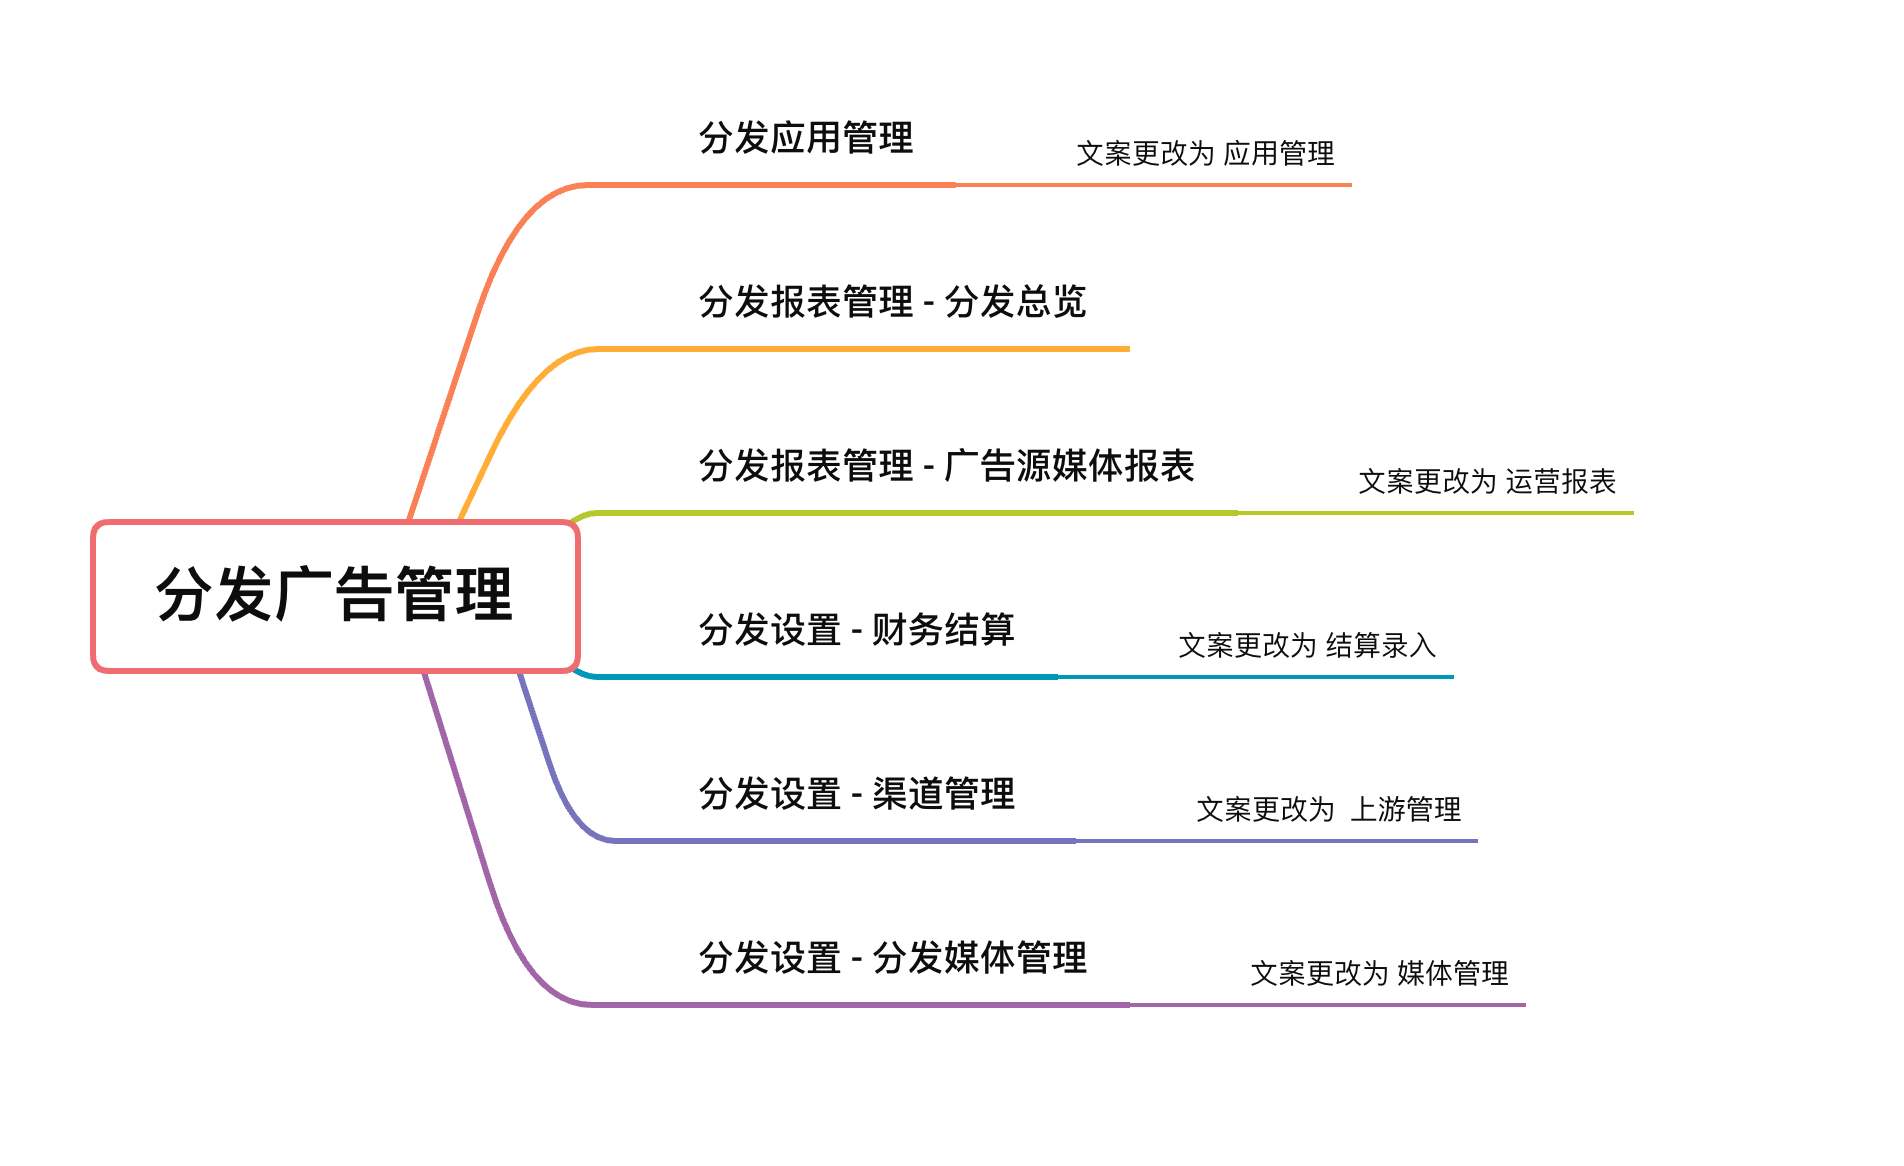 分发应用管理
文案更改为 应用管理
分发报表管理 - 分发总览
分发报表管理 - 广告源媒体报表
文案更改为 运营报表
分发广告管理
分发设置 - 财务结算
文案更改为 结算录入
分发设置 - 渠道管理
文案更改为  上游管理
分发设置 - 分发媒体管理
文案更改为 媒体管理